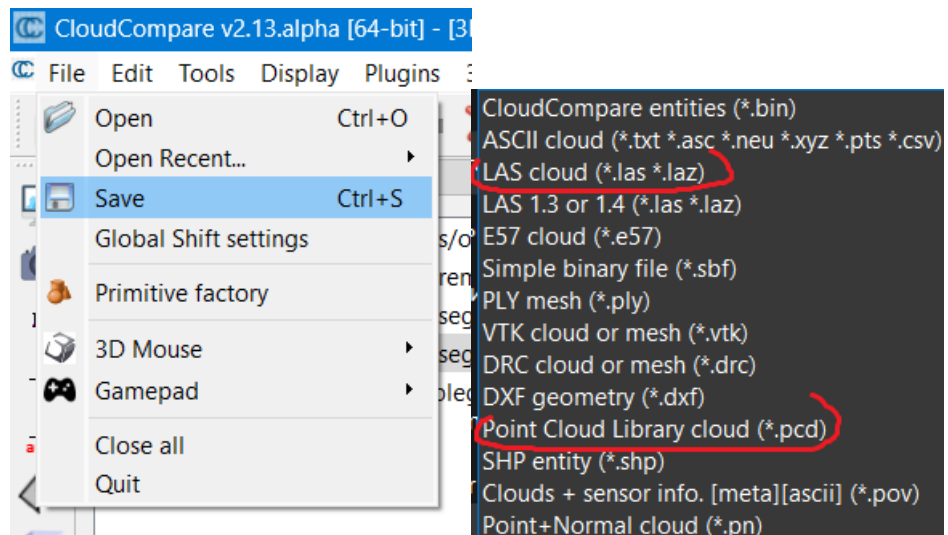 CloudCompare v2.13.alpha [64-bit] - [3
File Edit Tools Display Plugins
Open Ctrl+O
Open Recent...
Save Ctrl+S
Global Shift settings
Primitive factory
3D Mouse
Gamepad
Close all
Quit
CloudCompare entities (*.bin)
ASCII cloud (*.txt *.asc *.neu *.xyz *.pts *.csv)
LAS cloud (*.las *.laz)
LAS 1.3 or 1.4 (*.las *.laz)
E57 cloud (*.e57)
Simple binary file (*.sbf)
PLY mesh (*.ply)
VTK cloud or mesh (*.vtk)
DRC cloud or mesh (*.drc)
DXF geometry (*.dxf)
Point Cloud Library cloud (*.pcd)
SHP entity (*.shp)
Clouds + sensor info. [meta][ascii] (*.pov)
Point+Normal cloud (*.pn)